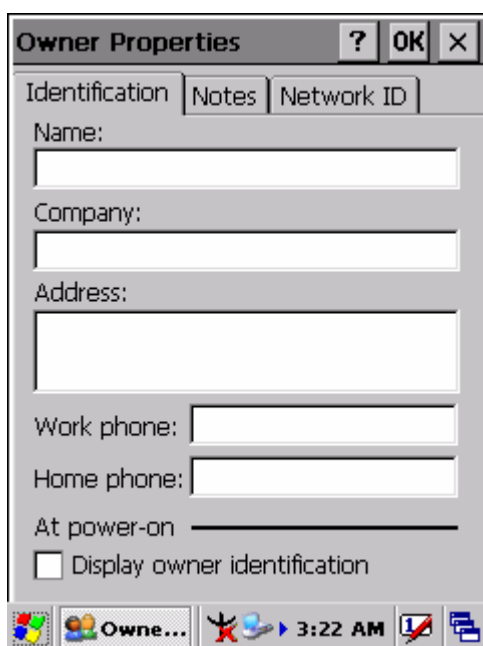 Owner Properties ? OK ×
Identification Notes Network ID
Name:
Company:
Address:
Work phone:
Home phone:
At power-on
Display owner identification
Owne... 3:22 AM